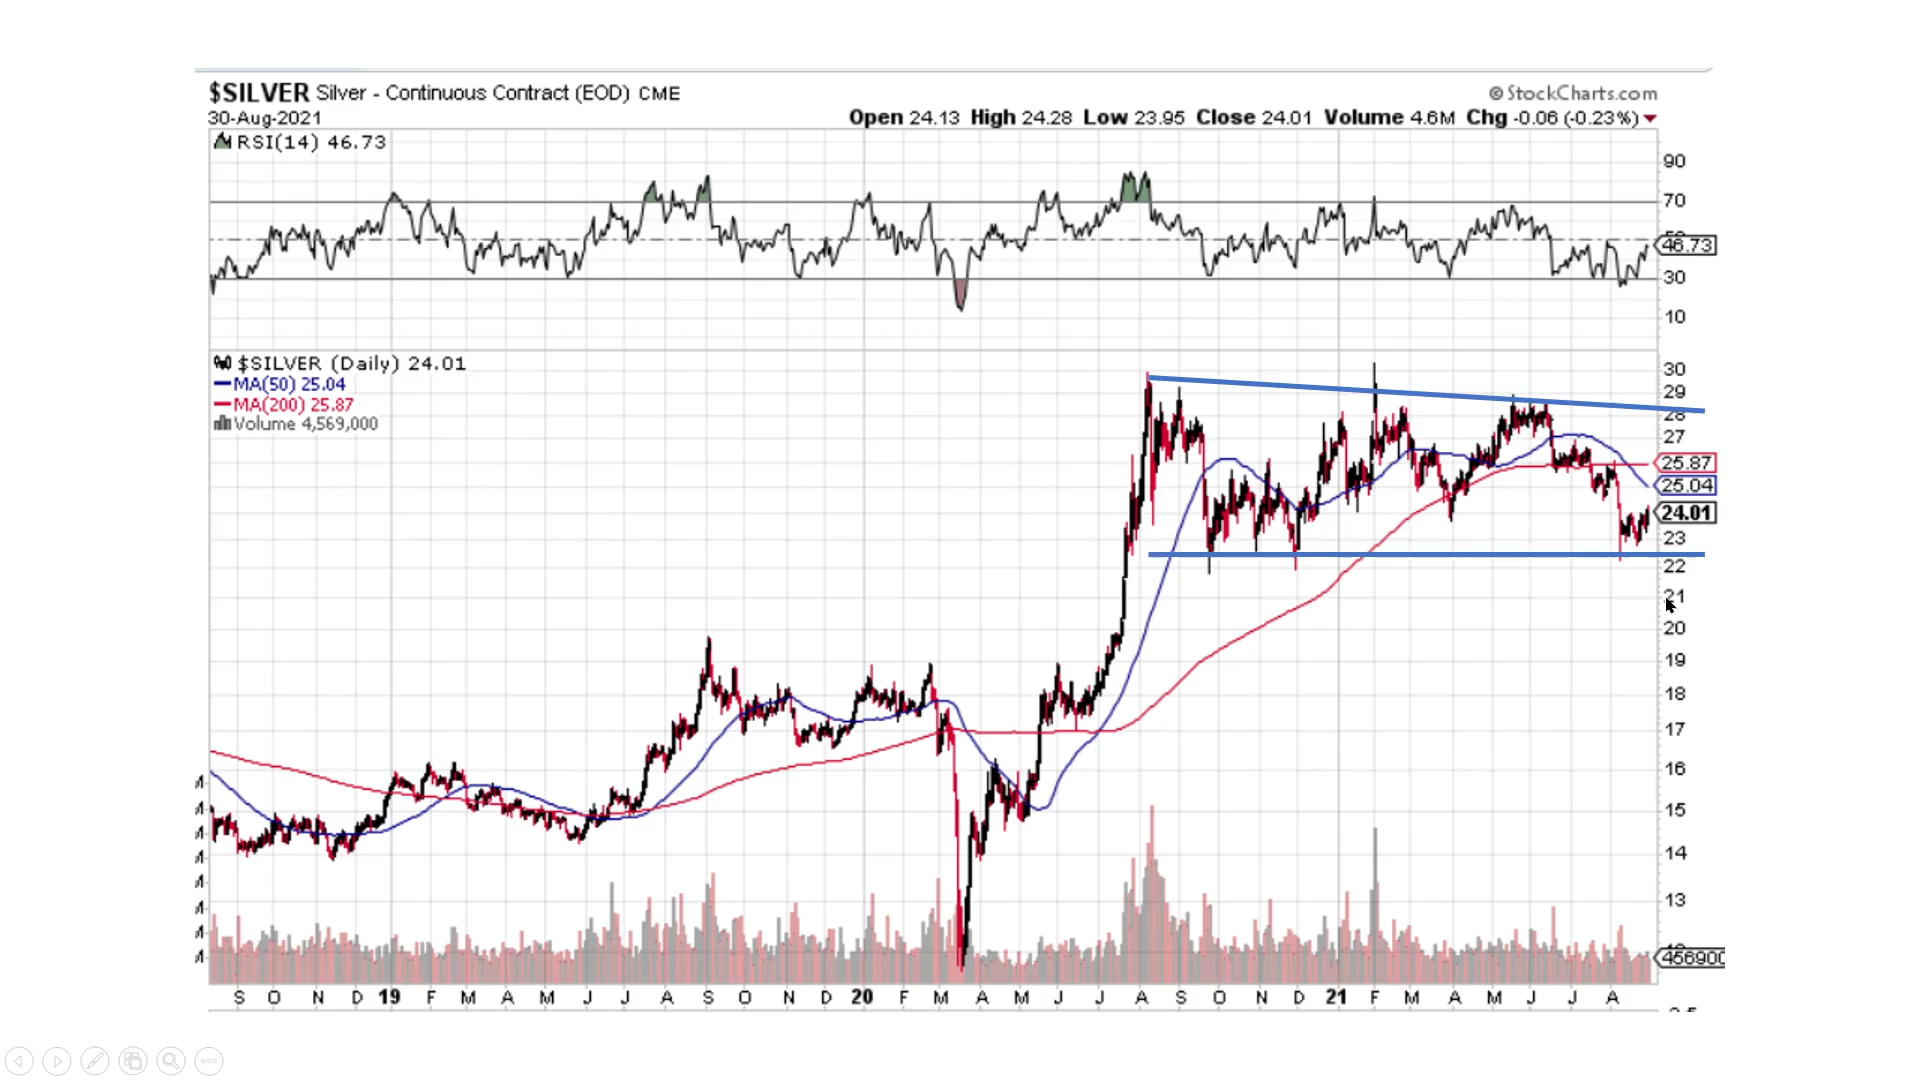 $SILVER Silver - Continuous Contract (EOD) CME
© StockCharts.com
30-Aug-2021
Open 24.13 High 24.28 Low 23.95 Close 24.01 Volume 4.6M Chg -0.06 (-0.23%)
RSI(14) 46.73
90
70
46.73
30
10
$SILVER (Daily) 24.01
MA(50) 25.04
MA(200) 25.87
Volume 4,569,000
30
29
28
27
25.87
25.04
24.01
23
22
21
20
19
18
17
16
15
14
13
456900
S O N D 19 F M A M J J A S O N D 20 F M A M J J A S O N D 21 F M A M J J A